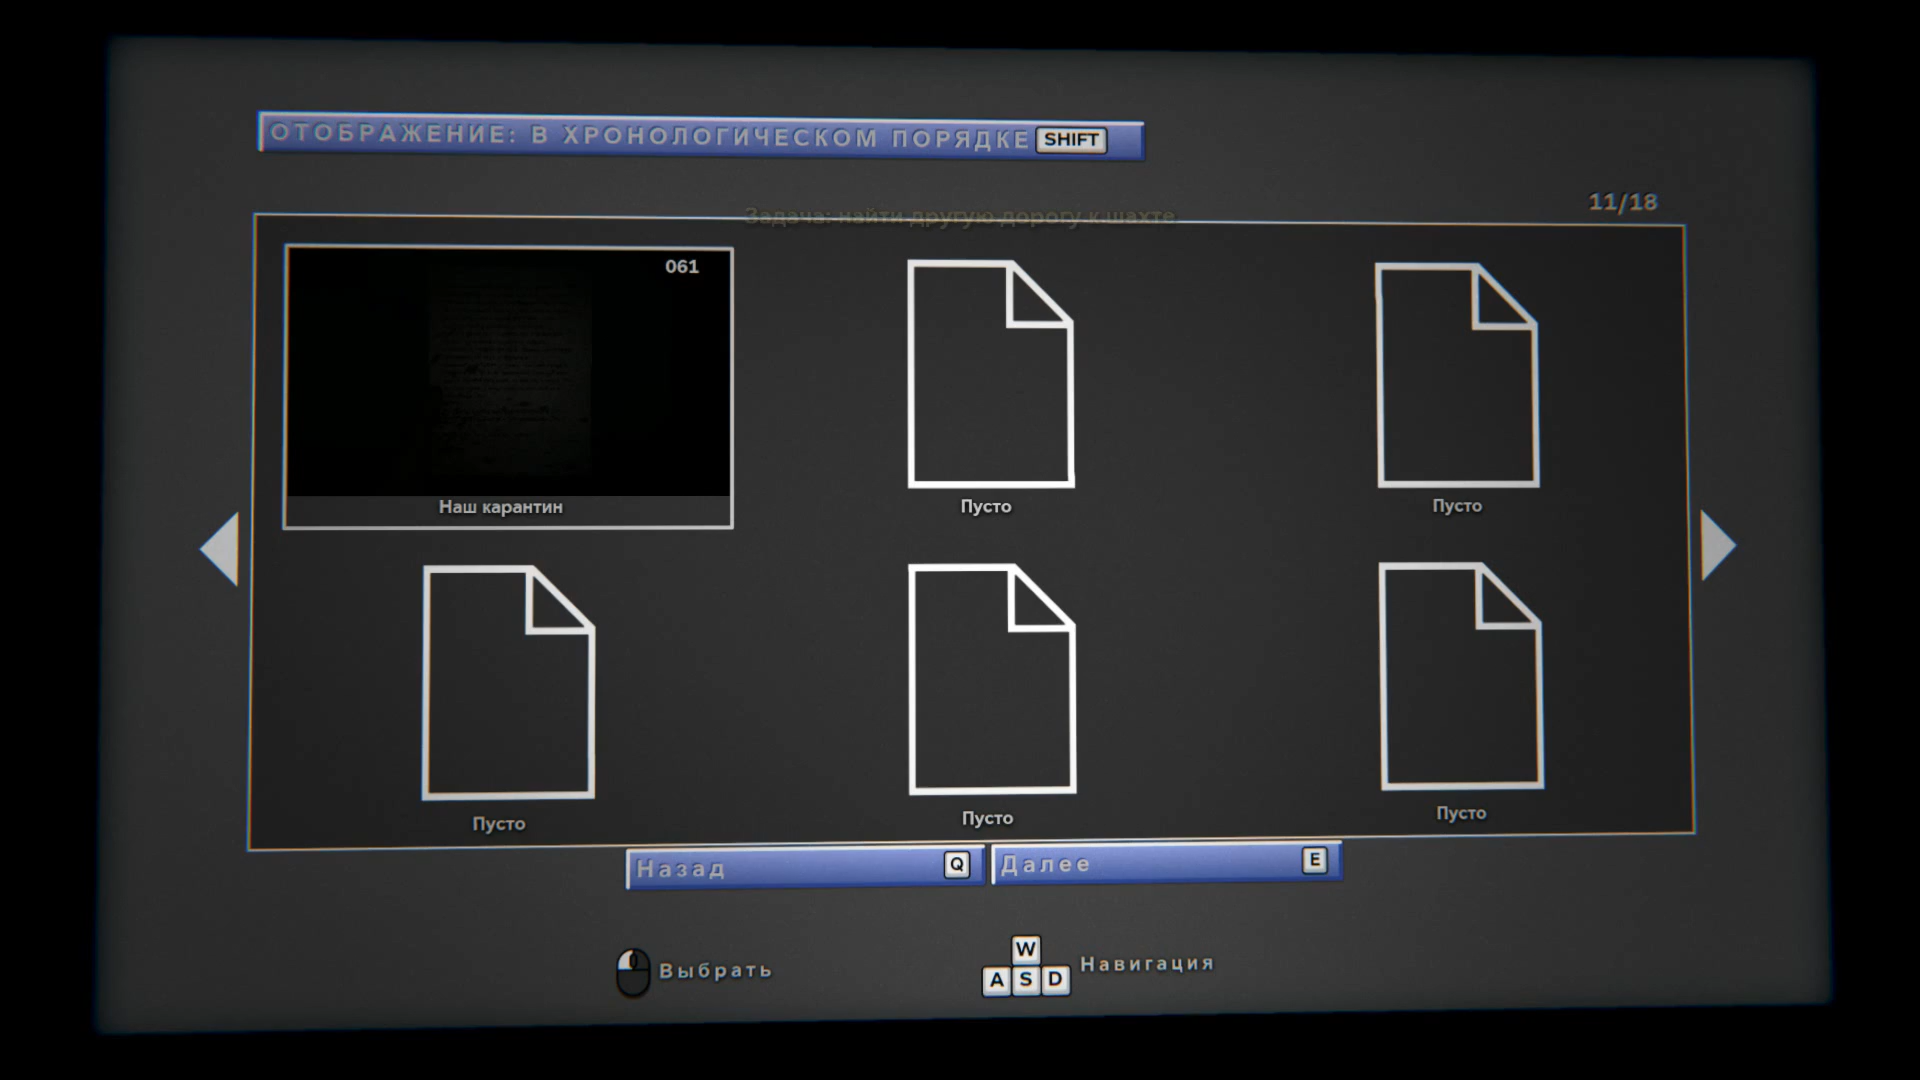 ОТОБРАЖЕНИЕ: В ХРОНОЛОГИЧЕСКОМ ПОРЯДКЕ SHIFT
11/18
Задача: найти другую дорогу к шахте
061
Наш карантин
Пусто
Пусто
Пусто
Пусто
Пусто
Назад Q
Далее E
Выбрать
W
A S D
Навигация